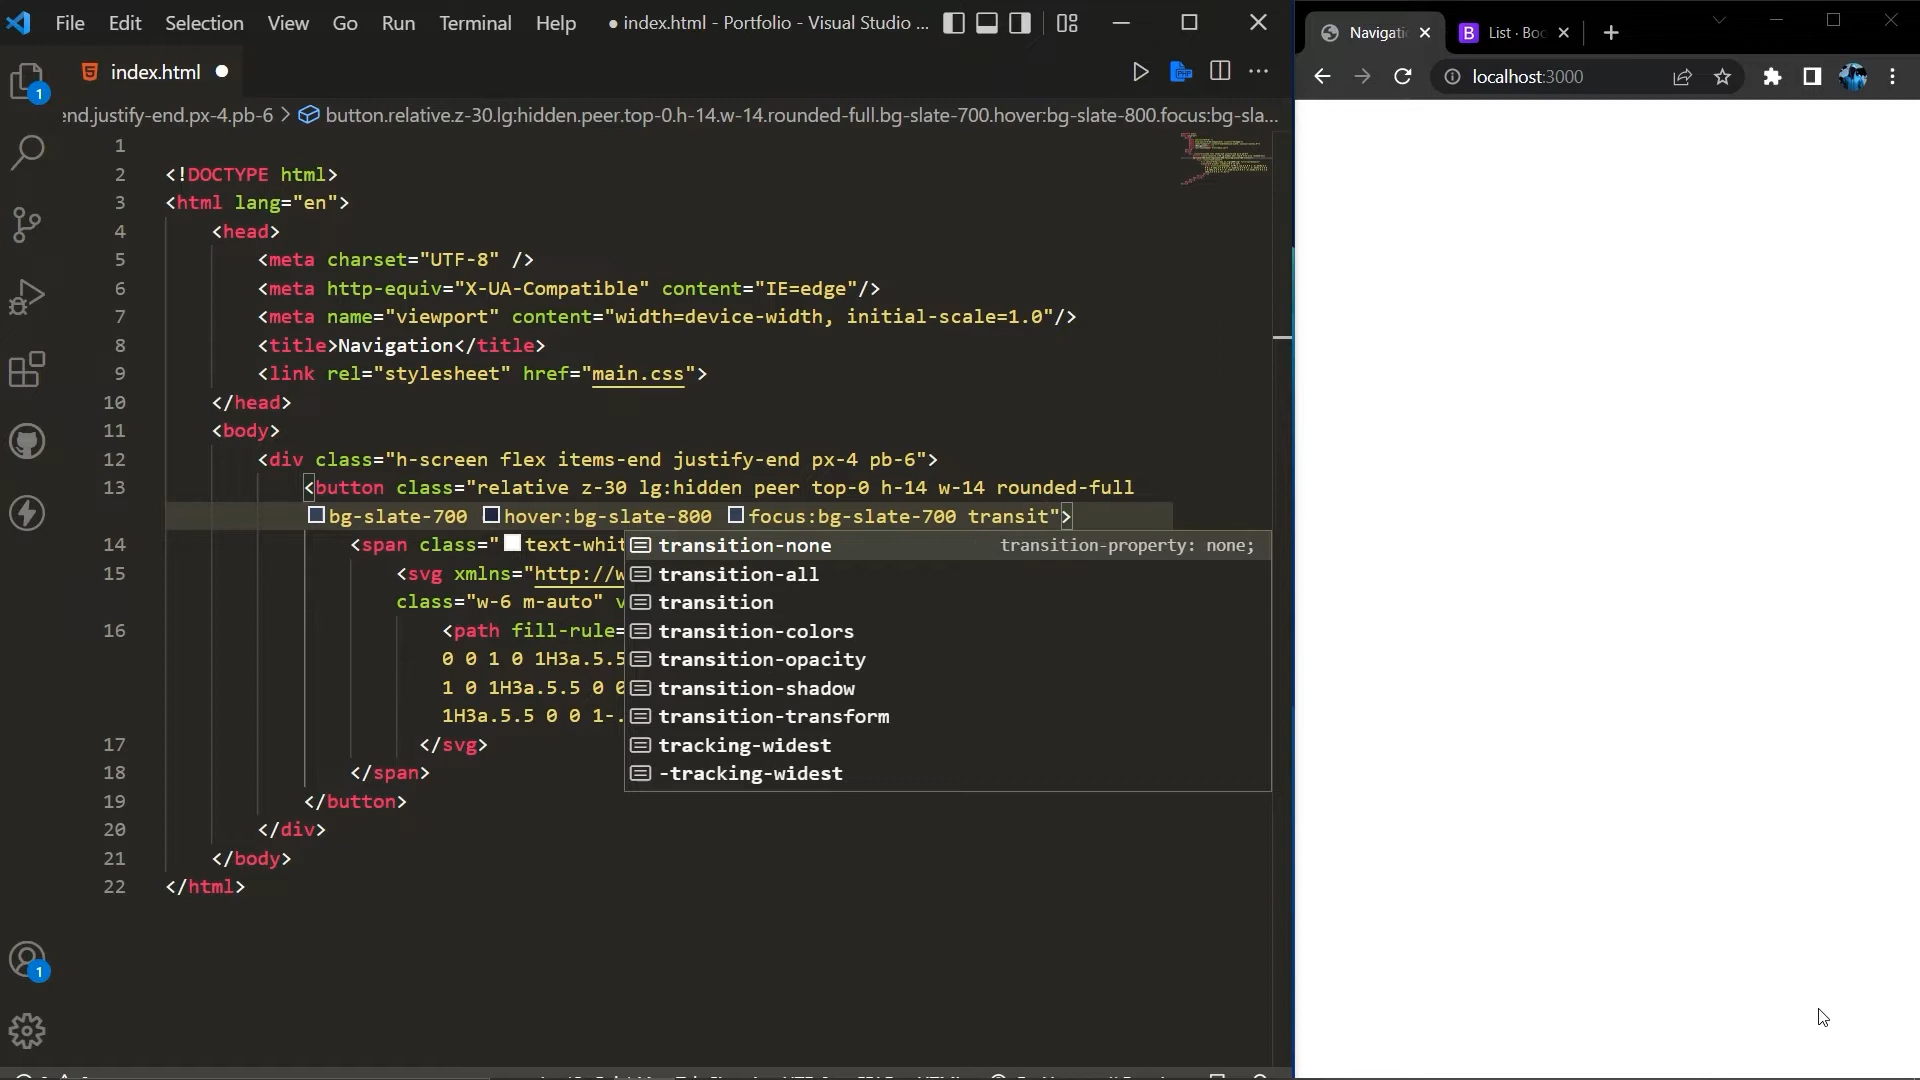 File Edit Selection View Go Run Terminal Help ● index.html - Portfolio - Visual Studio ...
index.html ●
end.justify-end.px-4.pb-6 > button.relative.z-30.lg:hidden.peer.top-0.h-14.w-14.rounded-full.bg-slate-700.hover:bg-slate-800.focus:bg-sla...
1
2 <!DOCTYPE html>
3 <html lang="en">
4 <head>
5 <meta charset="UTF-8" />
6 <meta http-equiv="X-UA-Compatible" content="IE=edge"/>
7 <meta name="viewport" content="width=device-width, initial-scale=1.0"/>
8 <title>Navigation</title>
9 <link rel="stylesheet" href="main.css">
10 </head>
11 <body>
12 <div class="h-screen flex items-end justify-end px-4 pb-6">
13 <button class="relative z-30 lg:hidden peer top-0 h-14 w-14 rounded-full
bg-slate-700 hover:bg-slate-800 focus:bg-slate-700 transit">
14 <span class="text-whit
15 <svg xmlns="http://w
class="w-6 m-auto" v
16 <path fill-rule=
0 0 1 0 1H3a.5.5
1 0 1H3a.5.5 0 0
1H3a.5.5 0 0 1-.
17 </svg>
18 </span>
19 </button>
20 </div>
21 </body>
22 </html>
transition-none transition-property: none;
transition-all
transition
transition-colors
transition-opacity
transition-shadow
transition-transform
tracking-widest
-tracking-widest
1
1
Navigati
B List · Boo
localhost:3000